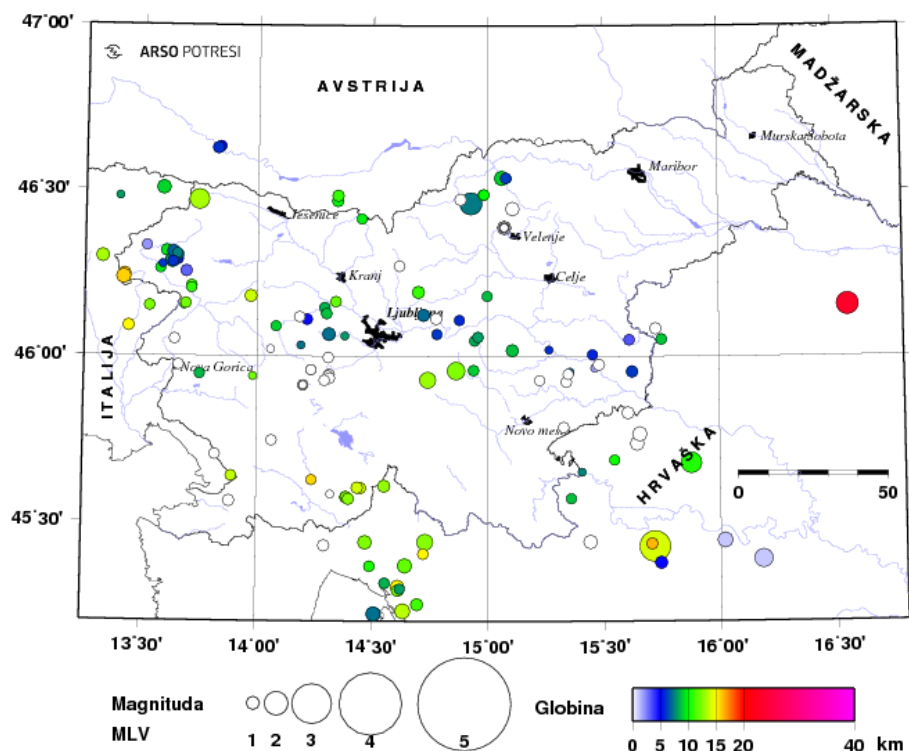 47°00'
ARSO POTRESI
AVSTRIJA
MADŽARSKA
Murska Sobota
Maribor
46°30'
Jesenice
Velenje
Kranj
Celje
Ljubljana
46°00'
ITALIJA
Nova Gorica
Novo mesto
HRVAŠKA
0 50
45°30'
13°30' 14°00' 14°30' 15°00' 15°30' 16°00' 16°30'
Magnituda
MLV
1 2 3 4 5
Globina
0 5 10 15 20 40 km